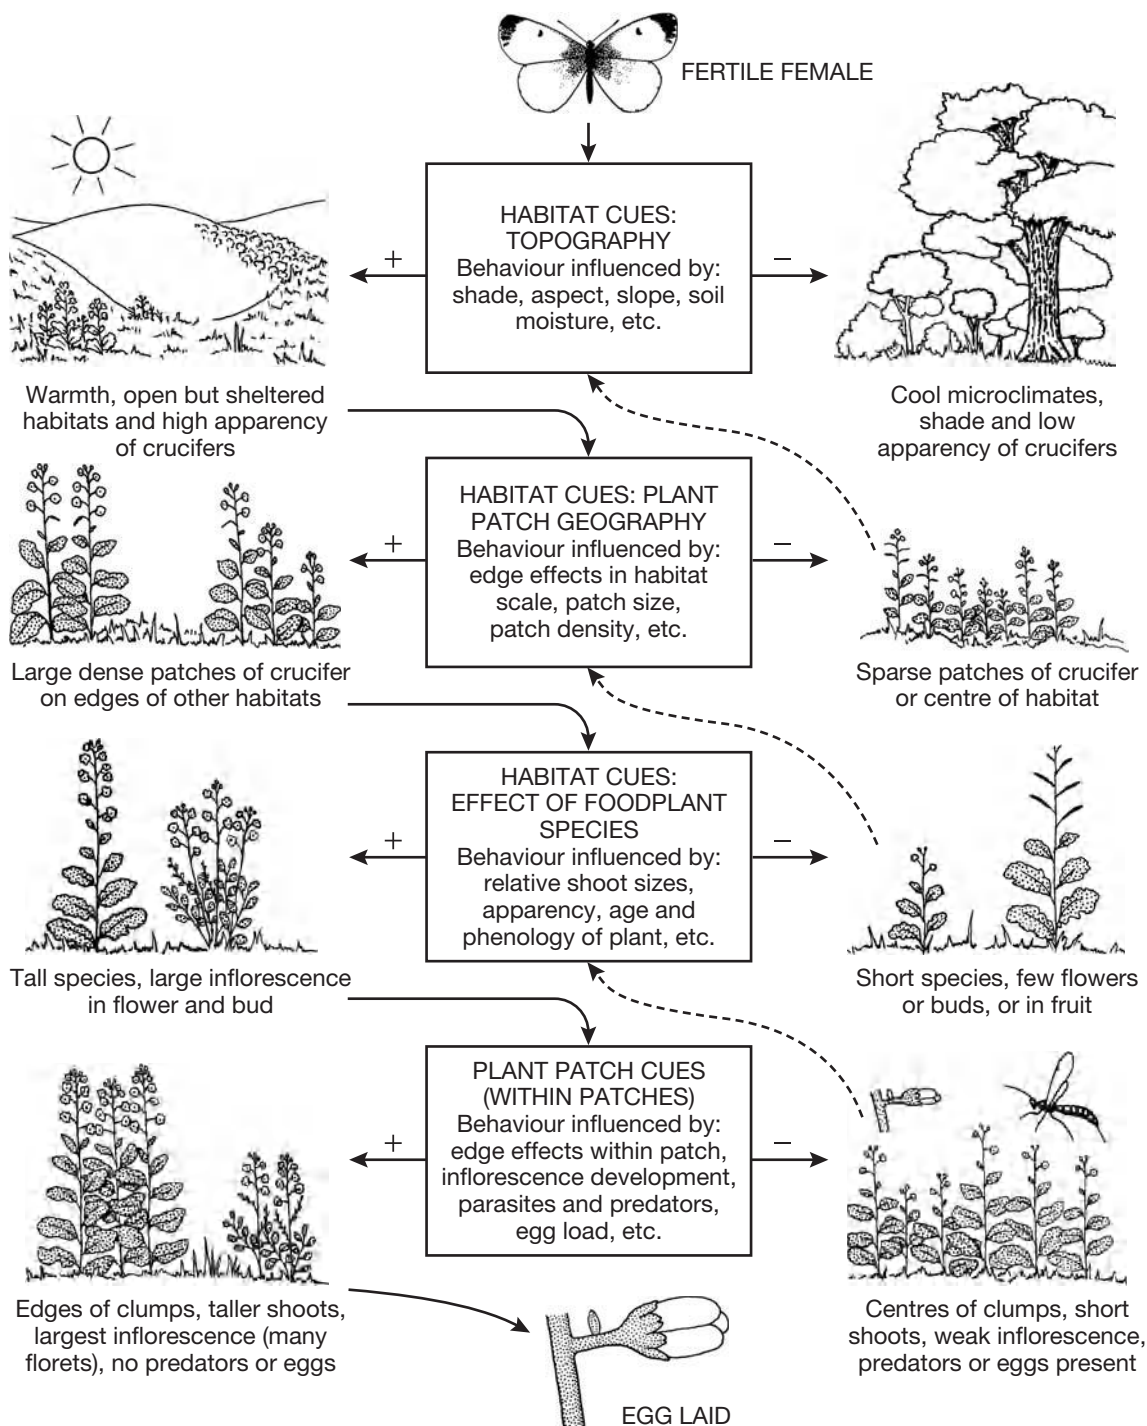 FERTILE FEMALE
HABITAT CUES:
TOPOGRAPHY
Behaviour influenced by:
shade, aspect, slope, soil
moisture, etc.
+
−
Warmth, open but sheltered
habitats and high apparency
of crucifers
Cool microclimates,
shade and low
apparency of crucifers
HABITAT CUES: PLANT
PATCH GEOGRAPHY
Behaviour influenced by:
edge effects in habitat
scale, patch size,
patch density, etc.
+
−
Large dense patches of crucifer
on edges of other habitats
Sparse patches of crucifer
or centre of habitat
HABITAT CUES:
EFFECT OF FOODPLANT
SPECIES
Behaviour influenced by:
relative shoot sizes,
apparency, age and
phenology of plant, etc.
+
−
Tall species, large inflorescence
in flower and bud
Short species, few flowers
or buds, or in fruit
PLANT PATCH CUES
(WITHIN PATCHES)
Behaviour influenced by:
edge effects within patch,
inflorescence development,
parasites and predators,
egg load, etc.
+
−
Edges of clumps, taller shoots,
largest inflorescence (many
florets), no predators or eggs
Centres of clumps, short
shoots, weak inflorescence,
predators or eggs present
EGG LAID